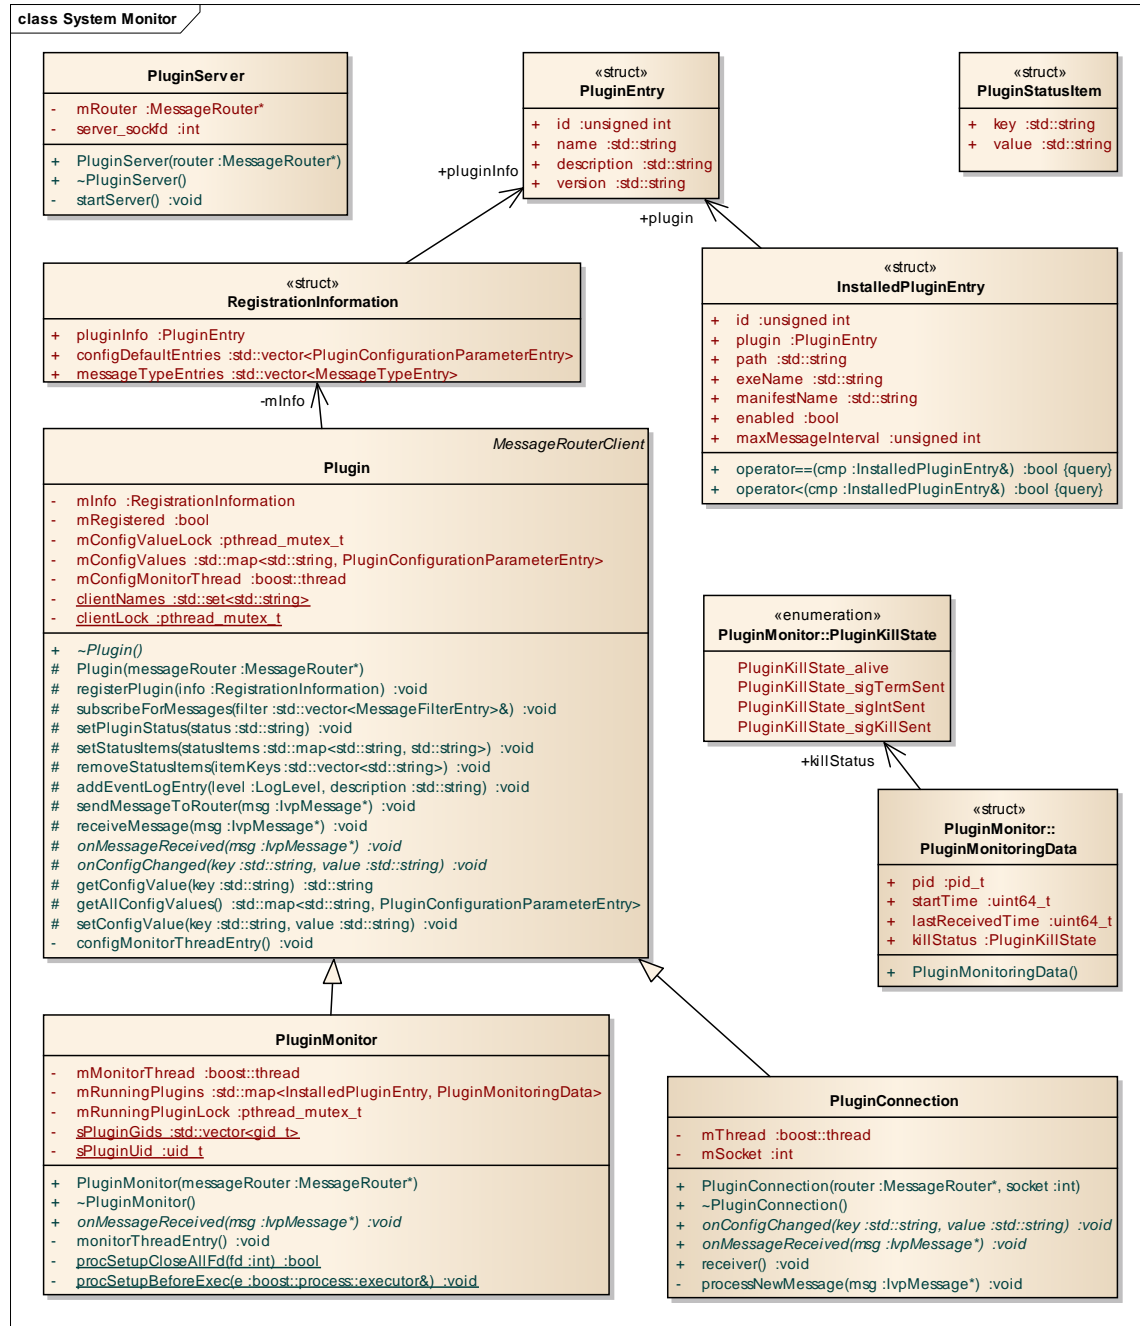 class System Monitor
PluginServer
- mRouter :MessageRouter*
- server_sockfd :int
+ PluginServer(router :MessageRouter*)
+ ~PluginServer()
- startServer() :void
«struct»
PluginEntry
+ id :unsigned int
+ name :std::string
+ description :std::string
+ version :std::string
«struct»
PluginStatusItem
+ key :std::string
+ value :std::string
+pluginInfo
+plugin
«struct»
RegistrationInformation
+ pluginInfo :PluginEntry
+ configDefaultEntries :std::vector<PluginConfigurationParameterEntry>
+ messageTypeEntries :std::vector<MessageTypeEntry>
«struct»
InstalledPluginEntry
+ id :unsigned int
+ plugin :PluginEntry
+ path :std::string
+ exeName :std::string
+ manifestName :std::string
+ enabled :bool
+ maxMessageInterval :unsigned int
+ operator==(cmp :InstalledPluginEntry&) :bool {query}
+ operator<(cmp :InstalledPluginEntry&) :bool {query}
-mInfo
MessageRouterClient
Plugin
- mInfo :RegistrationInformation
- mRegistered :bool
- mConfigValueLock :pthread_mutex_t
- mConfigValues :std::map<std::string, PluginConfigurationParameterEntry>
- mConfigMonitorThread :boost::thread
- clientNames :std::set<std::string>
- clientLock :pthread_mutex_t
+ ~Plugin()
# Plugin(messageRouter :MessageRouter*)
# registerPlugin(info :RegistrationInformation) :void
# subscribeForMessages(filter :std::vector<MessageFilterEntry>&) :void
# setPluginStatus(status :std::string) :void
# setStatusItems(statusItems :std::map<std::string, std::string>) :void
# removeStatusItems(itemKeys :std::vector<std::string>) :void
# addEventLogEntry(level :LogLevel, description :std::string) :void
# sendMessageToRouter(msg :IvpMessage*) :void
# receiveMessage(msg :IvpMessage*) :void
# onMessageReceived(msg :IvpMessage*) :void
# onConfigChanged(key :std::string, value :std::string) :void
# getConfigValue(key :std::string) :std::string
# getAllConfigValues() :std::map<std::string, PluginConfigurationParameterEntry>
# setConfigValue(key :std::string, value :std::string) :void
- configMonitorThreadEntry() :void
«enumeration»
PluginMonitor::PluginKillState
PluginKillState_alive
PluginKillState_sigTermSent
PluginKillState_sigIntSent
PluginKillState_sigKillSent
+killStatus
«struct»
PluginMonitor::
PluginMonitoringData
+ pid :pid_t
+ startTime :uint64_t
+ lastReceivedTime :uint64_t
+ killStatus :PluginKillState
+ PluginMonitoringData()
PluginMonitor
- mMonitorThread :boost::thread
- mRunningPlugins :std::map<InstalledPluginEntry, PluginMonitoringData>
- mRunningPluginLock :pthread_mutex_t
- sPluginGids :std::vector<gid_t>
- sPluginUid :uid_t
+ PluginMonitor(messageRouter :MessageRouter*)
+ ~PluginMonitor()
+ onMessageReceived(msg :IvpMessage*) :void
- monitorThreadEntry() :void
- procSetupCloseAllFd(fd :int) :bool
- procSetupBeforeExec(e :boost::process::executor&) :void
PluginConnection
- mThread :boost::thread
- mSocket :int
+ PluginConnection(router :MessageRouter*, socket :int)
+ ~PluginConnection()
+ onConfigChanged(key :std::string, value :std::string) :void
+ onMessageReceived(msg :IvpMessage*) :void
+ receiver() :void
- processNewMessage(msg :IvpMessage*) :void